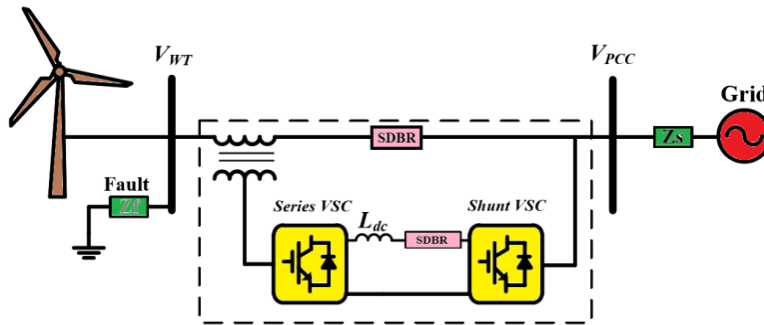 V_WT
V_PCC
Grid
SDBR
Zs
Fault
Zf
Series VSC
L_dc
SDBR
Shunt VSC